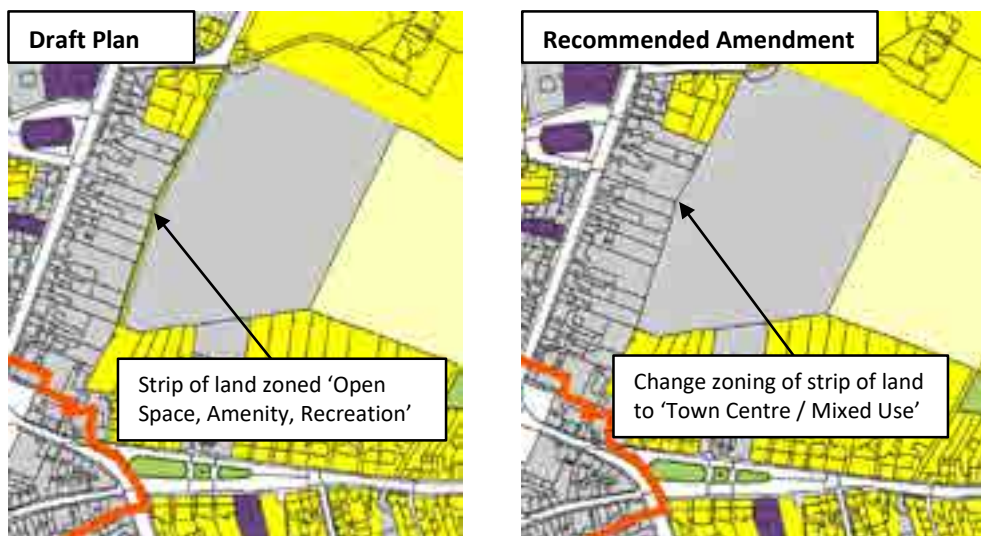 Draft Plan
Strip of land zoned ‘Open
Space, Amenity, Recreation’
Recommended Amendment
Change zoning of strip of land
to ‘Town Centre / Mixed Use’